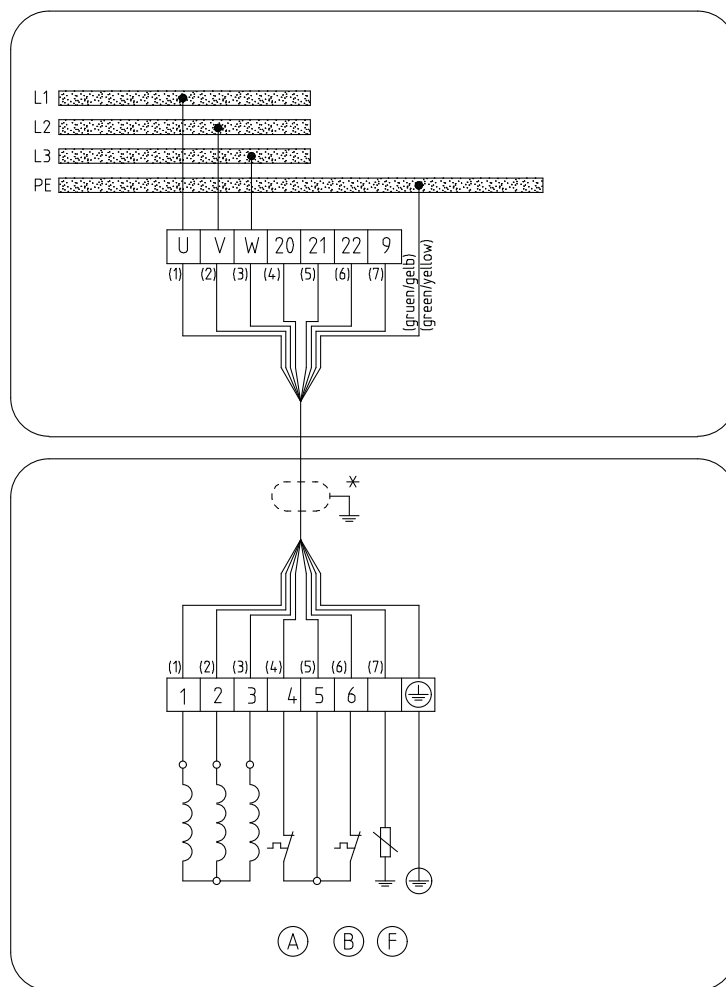 L1
L2
L3
PE
U V W 20 21 22 9
(1) (2) (3) (4) (5) (6) (7)
(gruen/gelb)
(green/yellow)
*
(1) (2) (3) (4) (5) (6) (7)
1 2 3 4 5 6
A B F